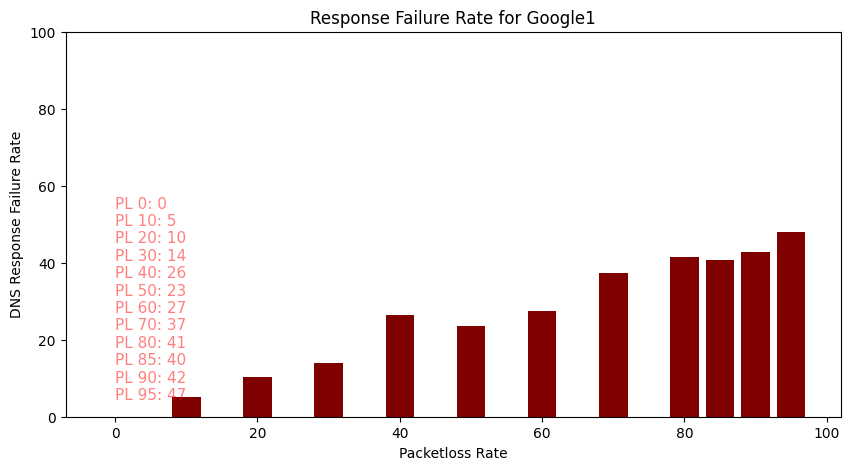 Response Failure Rate for Google1
100
80
60
40
20
0
DNS Response Failure Rate
PL 0: 0
PL 10: 5
PL 20: 10
PL 30: 14
PL 40: 26
PL 50: 23
PL 60: 27
PL 70: 37
PL 80: 41
PL 85: 40
PL 90: 42
PL 95: 47
0 20 40 60 80 100
Packetloss Rate